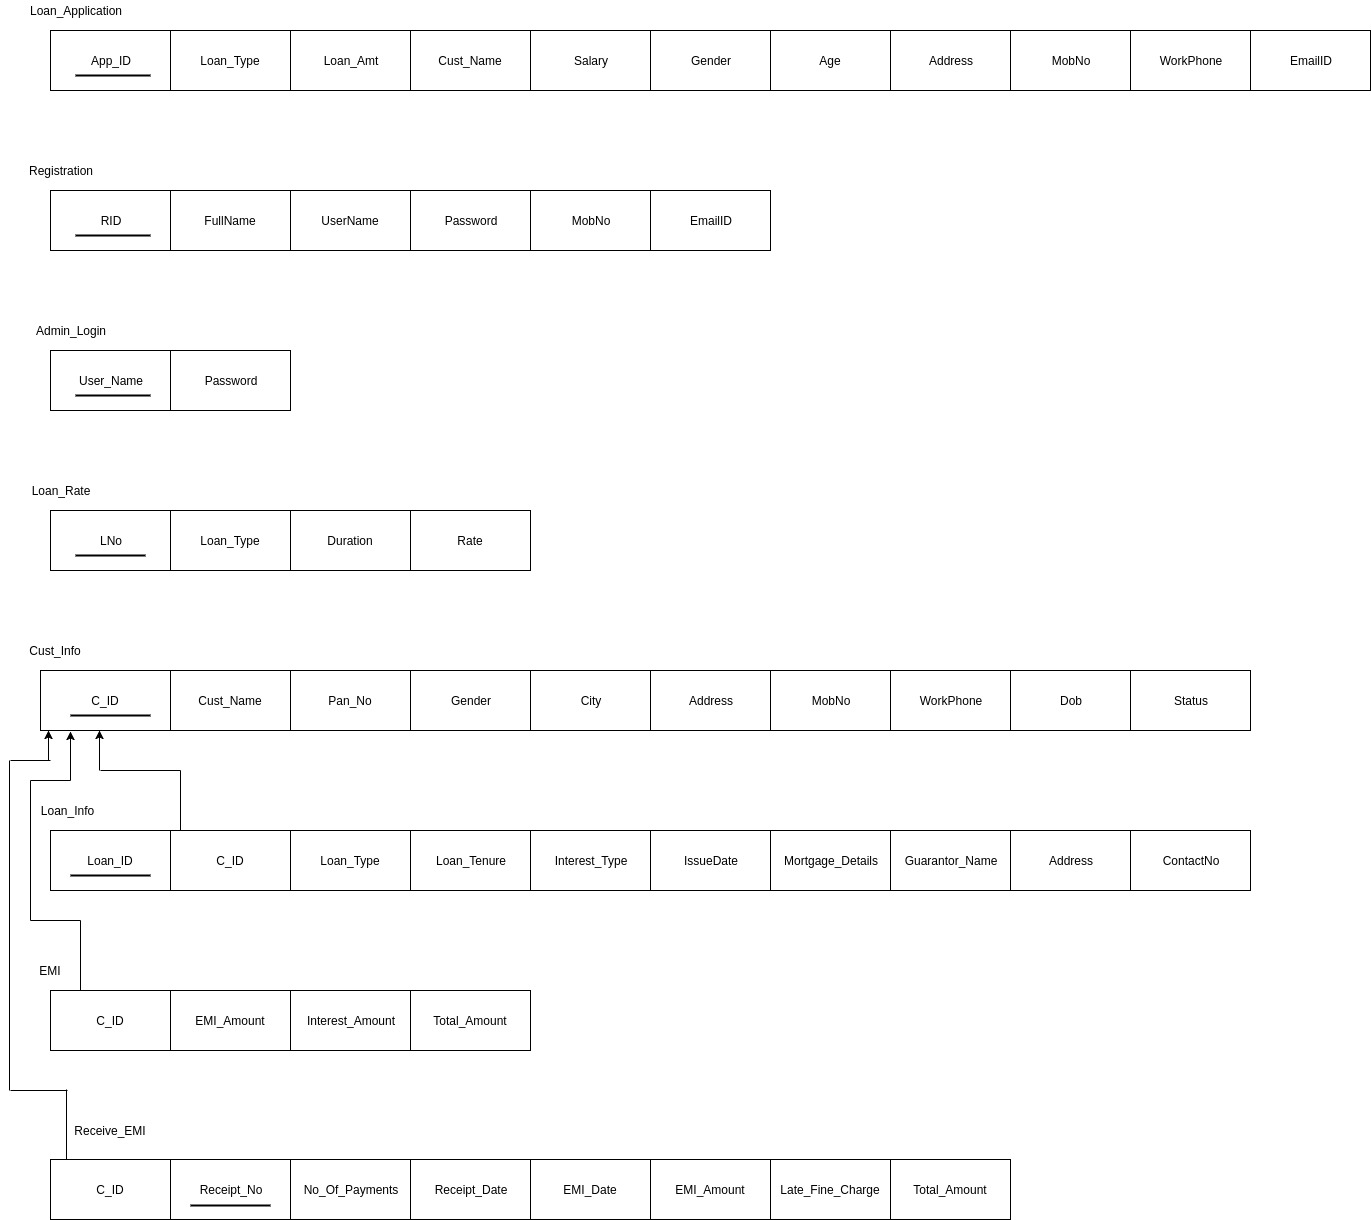 Loan_Application
App_ID Loan_Type Loan_Amt Cust_Name Salary Gender Age Address MobNo WorkPhone EmailID
Registration
RID FullName UserName Password MobNo EmailID
Admin_Login
User_Name Password
Loan_Rate
LNo Loan_Type Duration Rate
Cust_Info
C_ID Cust_Name Pan_No Gender City Address MobNo WorkPhone Dob Status
Loan_Info
Loan_ID C_ID Loan_Type Loan_Tenure Interest_Type IssueDate Mortgage_Details Guarantor_Name Address ContactNo
EMI
C_ID EMI_Amount Interest_Amount Total_Amount
Receive_EMI
C_ID Receipt_No No_Of_Payments Receipt_Date EMI_Date EMI_Amount Late_Fine_Charge Total_Amount